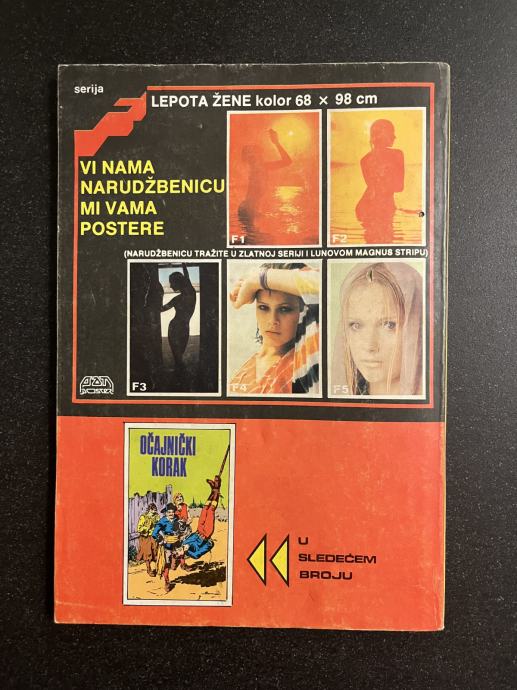 serija
LEPOTA ŽENE kolor 68 × 98 cm
VI NAMA
NARUDŽBENICU
MI VAMA
POSTERE
F1
F2
(NARUDŽBENICU TRAŽITE U ZLATNOJ SERIJI I LUNOVOM MAGNUS STRIPU)
F3
F4
F5
POSTER
OČAJNIČKI
KORAK
U
SLEDEĆEM
BROJU